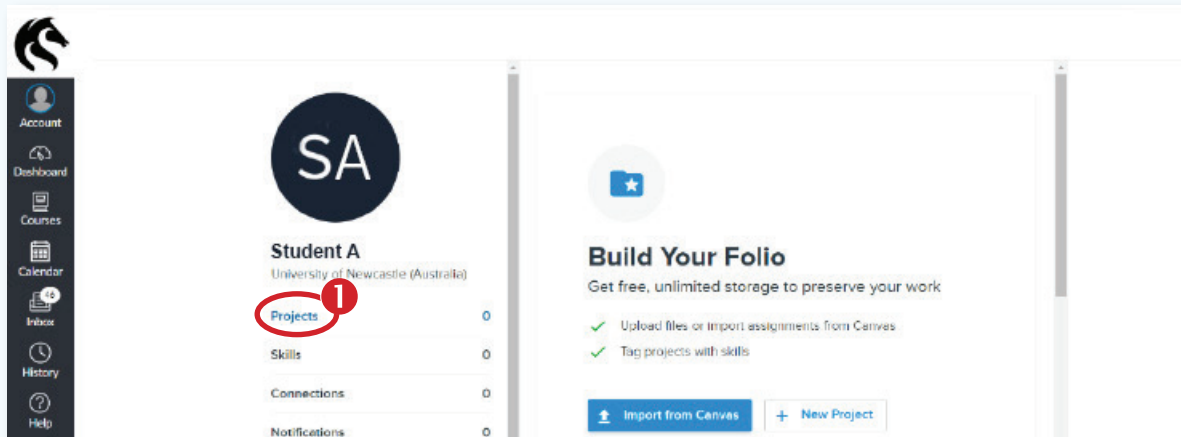 Account
Dashboard
Courses
Calendar
46
Inbox
History
Help
SA
Student A
University of Newcastle (Australia)
1
Projects 0
Skills 0
Connections 0
Notifications 0
Build Your Folio
Get free, unlimited storage to preserve your work
Upload files or import assignments from Canvas
Tag projects with skills
Import from Canvas
+ New Project